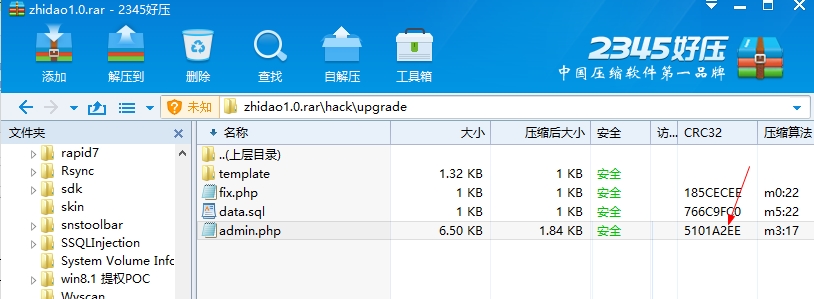 zhidao1.0.rar - 2345好压
添加 解压到 删除 查找 自解压 工具箱
2345好压
中国压缩软件第一品牌
未知 zhidao1.0.rar\hack\upgrade
文件夹 名称 大小 压缩后大小 安全 访... CRC32 压缩算法
rapid7 ..(上层目录)
Rsync template 1.32 KB 1 KB 安全
sdk fix.php 1 KB 1 KB 安全 185CECEE m0:22
skin data.sql 1 KB 1 KB 安全 766C9FC0 m5:22
snstoolbar admin.php 6.50 KB 1.84 KB 安全 5101A2EE m3:17
SSQLInjection
System Volume Info
win8.1 提权POC
Wyscan